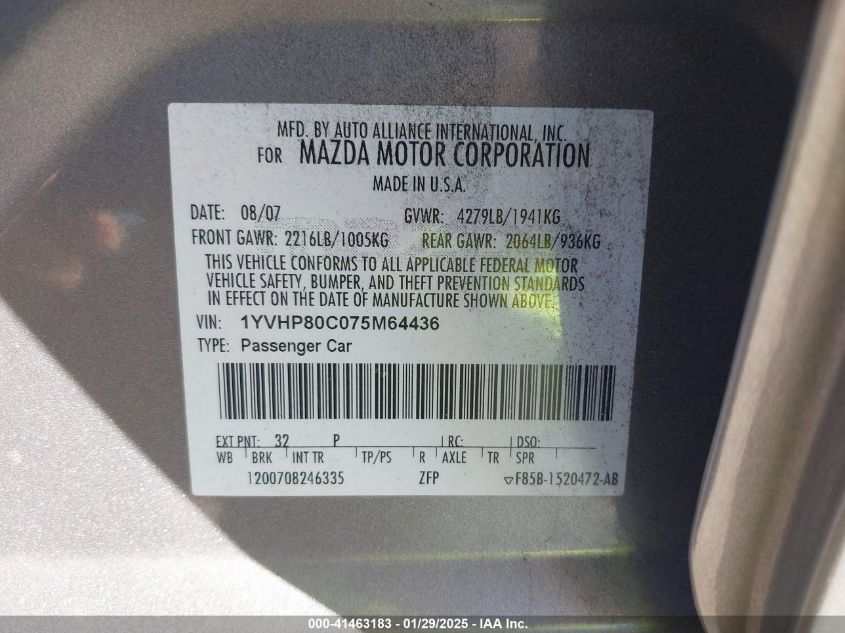 MFD. BY AUTO ALLIANCE INTERNATIONAL, INC
FOR MAZDA MOTOR CORPORATION
MADE IN U.S.A.
DATE: 08/07 GVWR: 4279LB/1941KG
FRONT GAWR: 2216LB/1005KG REAR GAWR: 2064LB/936KG
THIS VEHICLE CONFORMS TO ALL APPLICABLE FEDERAL MOTOR
VEHICLE SAFETY, BUMPER, AND THEFT PREVENTION STANDARDS
IN EFFECT ON THE DATE OF MANUFACTURE SHOWN ABOVE.
VIN: 1YVHP80C075M64436
TYPE: Passenger Car
EXT PNT: 32 P RC: DSO:
WB BRK INT TR TP/PS R AXLE TR SPR
1200708246335 ZFP ▽F85B-1520472-AB
000-41463183 - 01/29/2025 - IAA Inc.